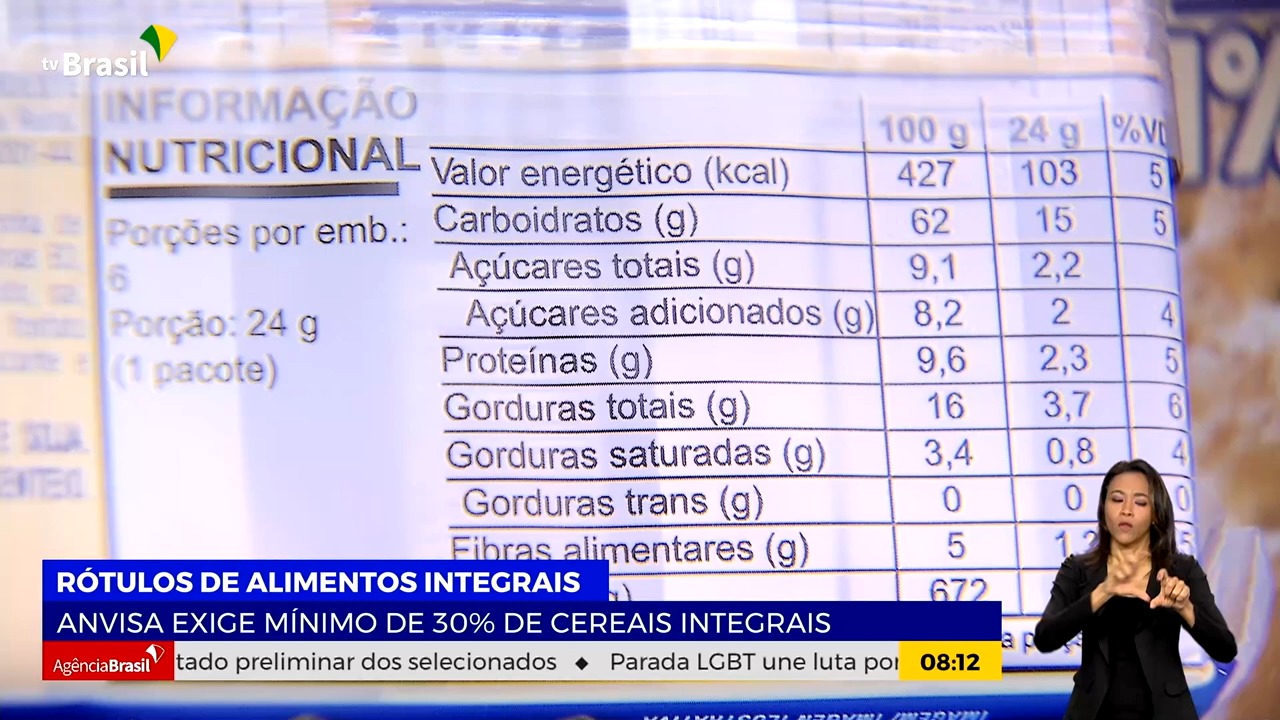 tv Brasil
INFORMAÇÃO
NUTRICIONAL
Porções por emb.:
6
Porção: 24 g
(1 pacote)
100 g 24 g %VD
Valor energético (kcal) 427 103 5
Carboidratos (g) 62 15 5
Açúcares totais (g) 9,1 2,2
Açúcares adicionados (g) 8,2 2 4
Proteínas (g) 9,6 2,3 5
Gorduras totais (g) 16 3,7 6
Gorduras saturadas (g) 3,4 0,8 4
Gorduras trans (g) 0 0 0
Fibras alimentares (g) 5 1,2 5
672
1%
RÓTULOS DE ALIMENTOS INTEGRAIS
ANVISA EXIGE MÍNIMO DE 30% DE CEREAIS INTEGRAIS
AgênciaBrasil tado preliminar dos selecionados ◆ Parada LGBT une luta por 08:12